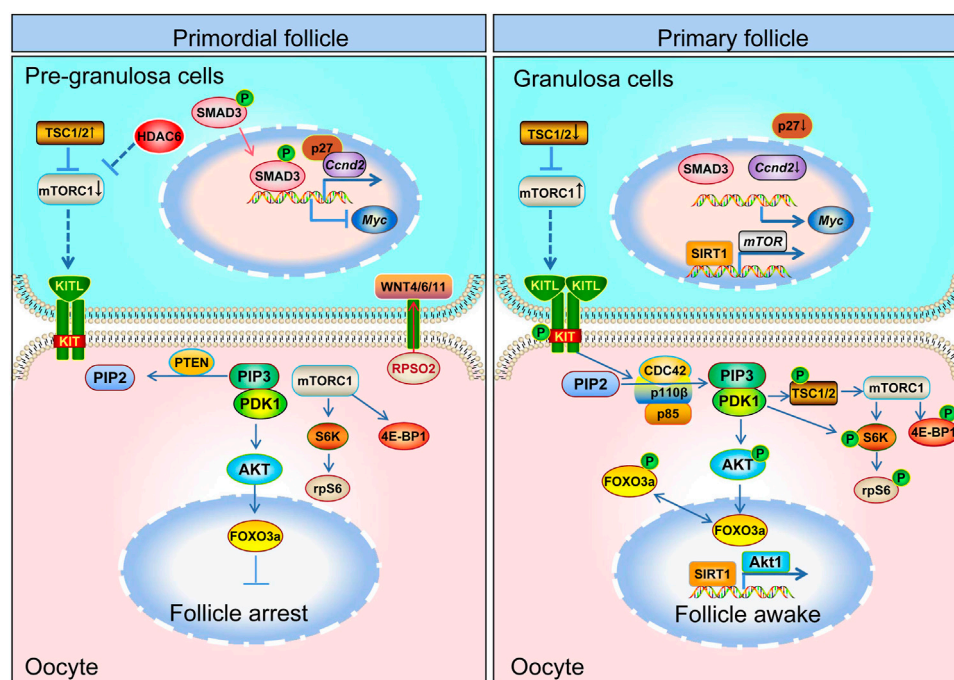 Primordial follicle
Pre-granulosa cells
TSC1/2↑
HDAC6
mTORC1↓
SMAD3
P
P
SMAD3
p27
Ccnd2
Myc
KITL
KIT
WNT4/6/11
RPSO2
PIP2
PTEN
PIP3
PDK1
mTORC1
S6K
4E-BP1
rpS6
AKT
FOXO3a
Follicle arrest
Oocyte
Primary follicle
Granulosa cells
TSC1/2↓
mTORC1↑
p27↓
SMAD3
Ccnd2↓
Myc
SIRT1
mTOR
KITL
KITL
P
KIT
PIP2
CDC42
p110β
p85
PIP3
PDK1
P
TSC1/2
mTORC1
P
S6K
P
4E-BP1
P
rpS6
AKT
P
P
FOXO3a
FOXO3a
SIRT1
Akt1
Follicle awake
Oocyte